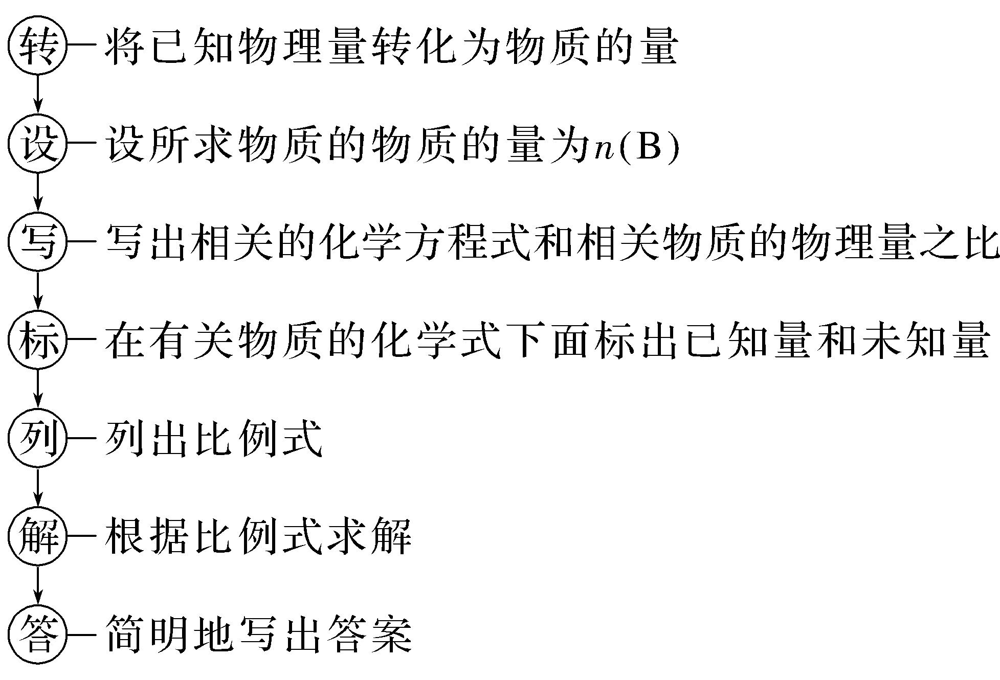 转 将已知物理量转化为物质的量
设 设所求物质的物质的量为n(B)
写 写出相关的化学方程式和相关物质的物理量之比
标 在有关物质的化学式下面标出已知量和未知量
列 列出比例式
解 根据比例式求解
答 简明地写出答案